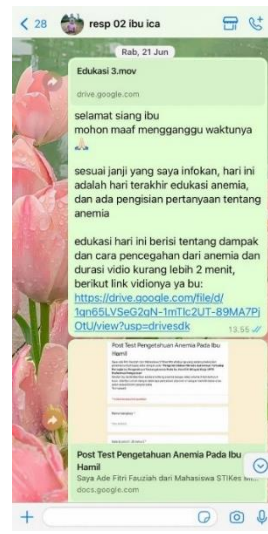 28 resp 02 ibu ica
Rab, 21 Jun
Edukasi 3.mov
drive.google.com
selamat siang ibu
mohon maaf mengganggu waktunya
🙏
sesuai janji yang saya infokan, hari ini
adalah hari terakhir edukasi anemia,
dan ada pengisian pertanyaan tentang
anemia
edukasi hari ini berisi tentang dampak
dan cara pencegahan dari anemia dan
durasi vidio kurang lebih 2 menit,
berikut link vidionya ya bu:
https://drive.google.com/file/d/
1qn65LVSeG2qN-1mTlc2UT-89MA7Pj
OtU/view?usp=drivesdk
13.55
Post Test Pengetahuan Anemia Pada Ibu
Hamil
Post Test Pengetahuan Anemia Pada Ibu
Hamil
Saya Ade Fitri Fauziah dari Mahasiswa STIKes Mi...
docs.google.com